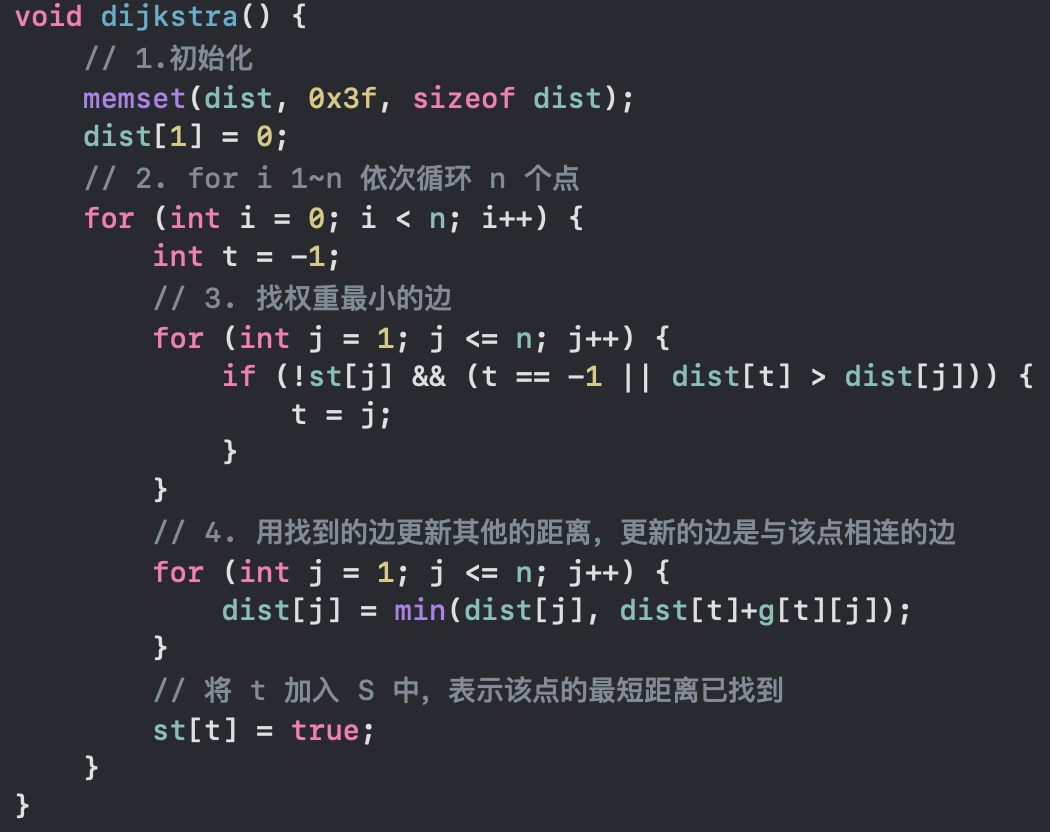 void dijkstra() {
    // 1.初始化
    memset(dist, 0x3f, sizeof dist);
    dist[1] = 0;
    // 2. for i 1~n 依次循环 n 个点
    for (int i = 0; i < n; i++) {
        int t = -1;
        // 3. 找权重最小的边
        for (int j = 1; j <= n; j++) {
            if (!st[j] && (t == -1 || dist[t] > dist[j])) {
                t = j;
            }
        }
        // 4. 用找到的边更新其他的距离，更新的边是与该点相连的边
        for (int j = 1; j <= n; j++) {
            dist[j] = min(dist[j], dist[t]+g[t][j]);
        }
        // 将 t 加入 S 中，表示该点的最短距离已找到
        st[t] = true;
    }
}